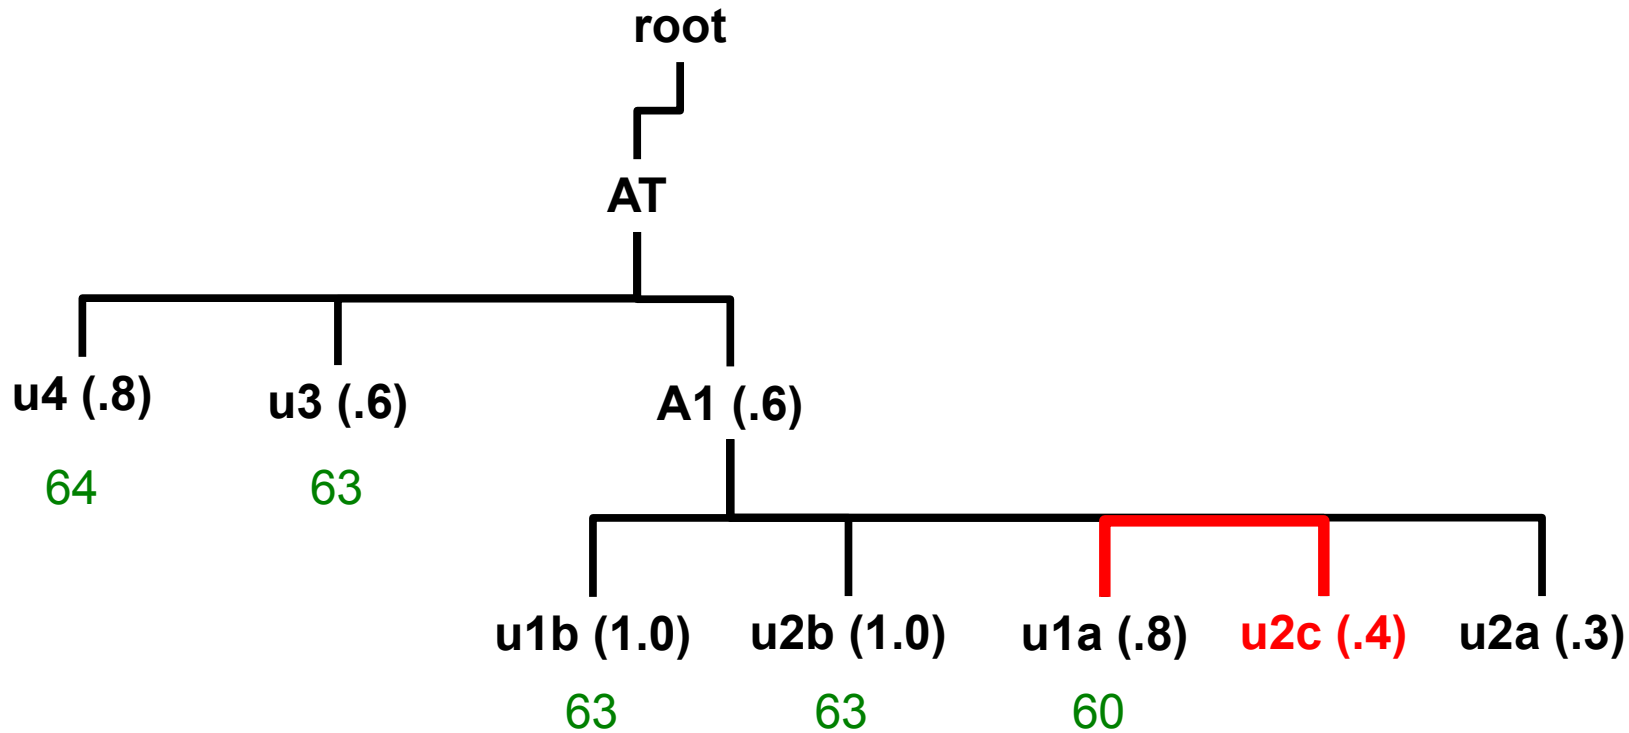 root
AT
u4 (.8) u3 (.6) A1 (.6)
64 63
u1b (1.0) u2b (1.0) u1a (.8) u2c (.4) u2a (.3)
63 63 60